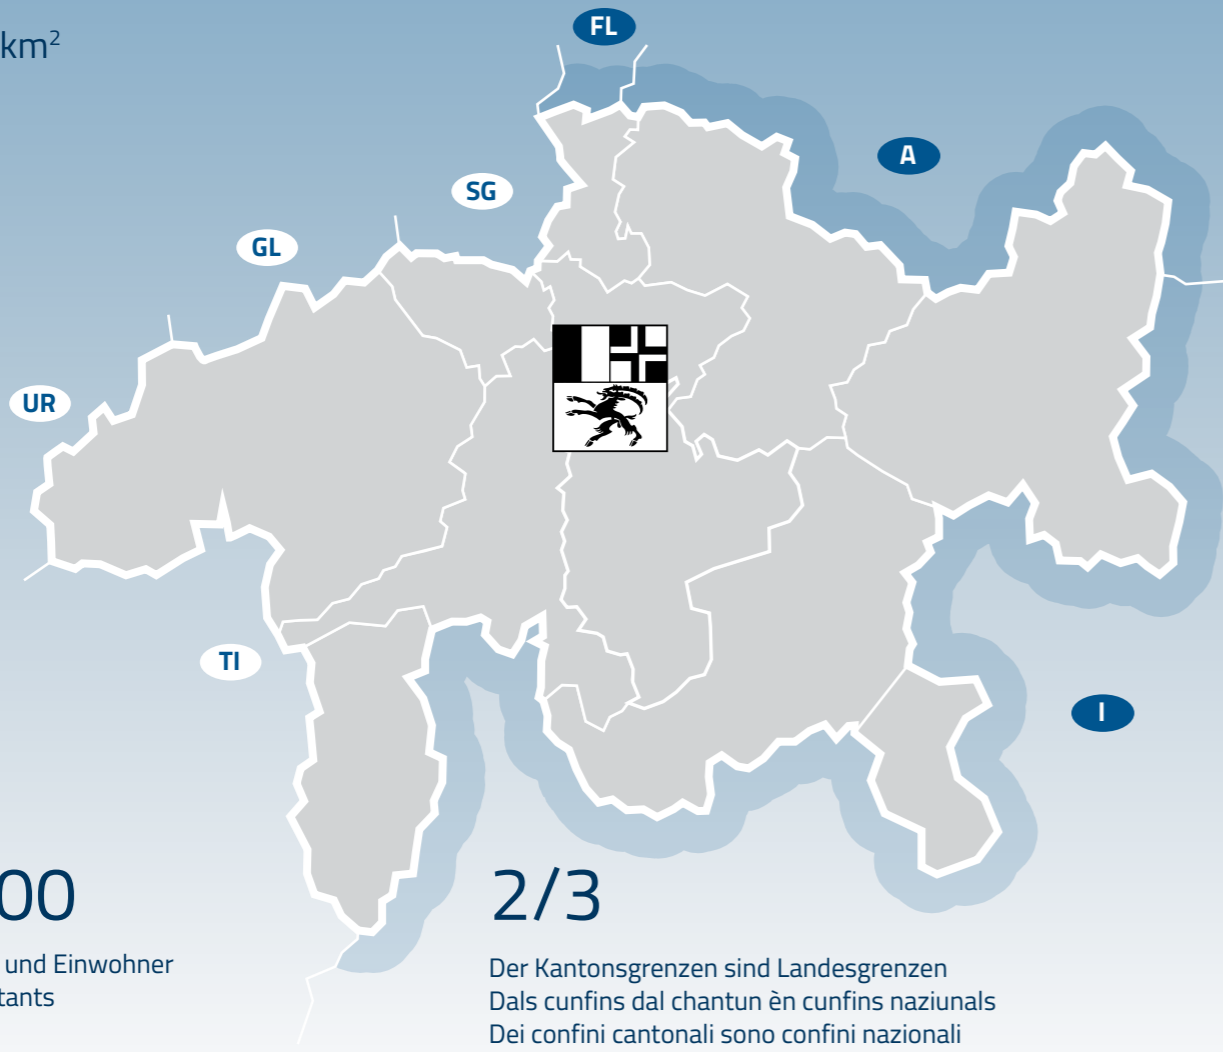 km²
FL
A
SG
GL
UR
TI
I
00
und Einwohner
tants
2/3
Der Kantonsgrenzen sind Landesgrenzen
Dals cunfins dal chantun èn cunfins naziunals
Dei confini cantonali sono confini nazionali